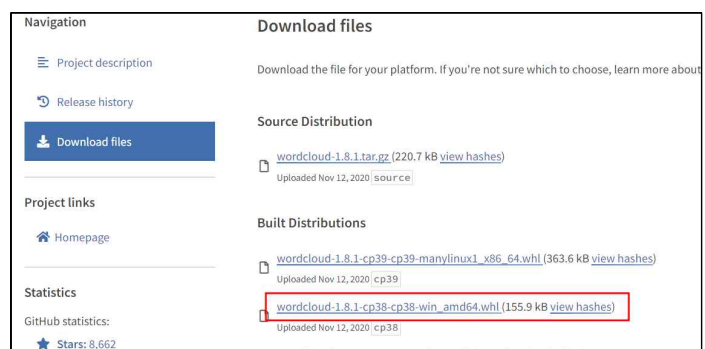 Navigation
Project description
Release history
Download files
Project links
Homepage
Statistics
GitHub statistics:
Stars: 8,662
Download files
Download the file for your platform. If you're not sure which to choose, learn more about
Source Distribution
wordcloud-1.8.1.tar.gz (220.7 kB view hashes)
Uploaded Nov 12, 2020 source
Built Distributions
wordcloud-1.8.1-cp39-cp39-manylinux1_x86_64.whl (363.6 kB view hashes)
Uploaded Nov 12, 2020 cp39
wordcloud-1.8.1-cp38-cp38-win_amd64.whl (155.9 kB view hashes)
Uploaded Nov 12, 2020 cp38